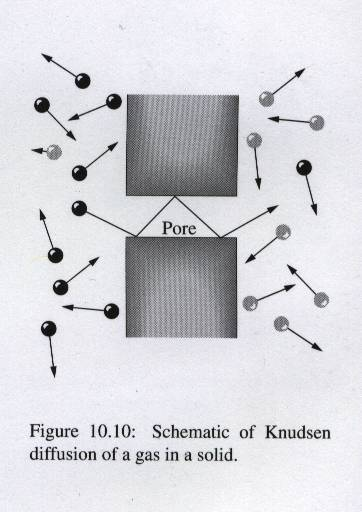 Pore
Figure 10.10: Schematic of Knudsen
diffusion of a gas in a solid.